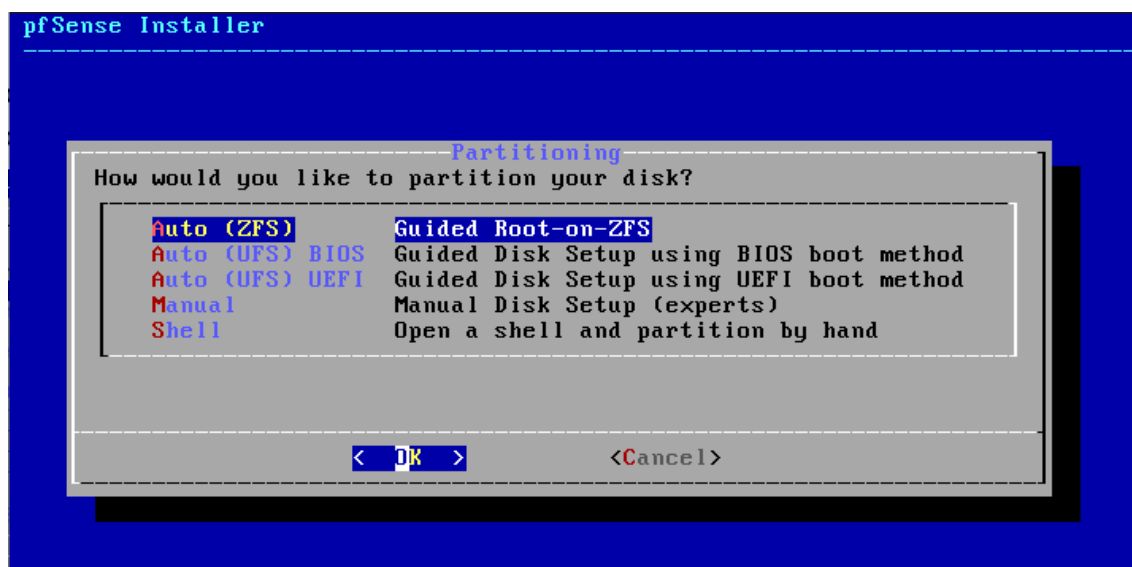 pfSense Installer
Partitioning
How would you like to partition your disk?
Auto (ZFS) Guided Root-on-ZFS
Auto (UFS) BIOS Guided Disk Setup using BIOS boot method
Auto (UFS) UEFI Guided Disk Setup using UEFI boot method
Manual Manual Disk Setup (experts)
Shell Open a shell and partition by hand
< OK > <Cancel>